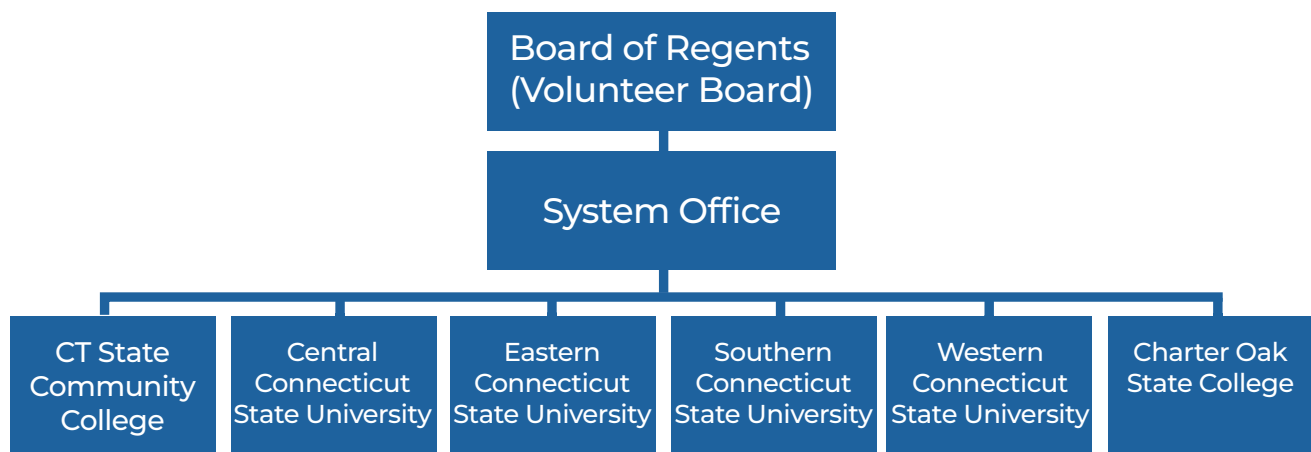 Board of Regents
(Volunteer Board)
System Office
CT State
Community
College
Central
Connecticut
State University
Eastern
Connecticut
State University
Southern
Connecticut
State University
Western
Connecticut
State University
Charter Oak
State College